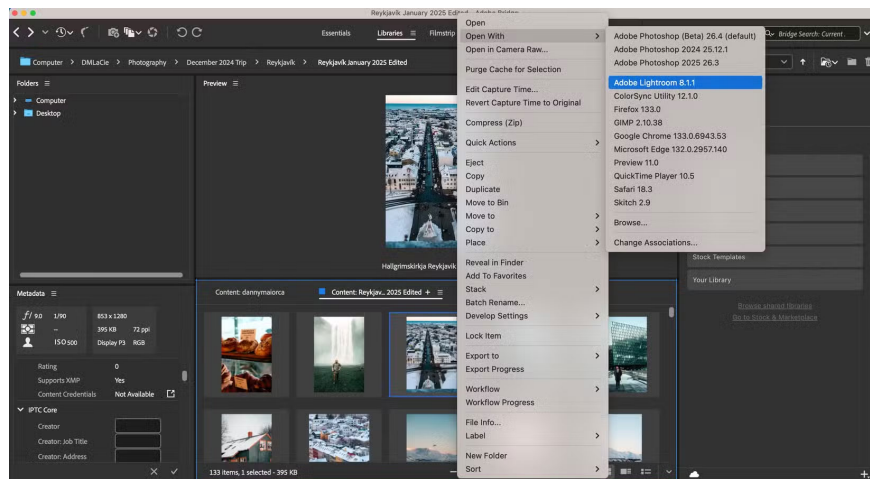 Reykjavík January 2025 Edited - Adobe Bridge
Essentials
Libraries
Filmstrip
Bridge Search: Current
Computer > DMLaCie > Photography > December 2024 Trip > Reykjavík > Reykjavík January 2025 Edited
Folders
Computer
Desktop
Preview
Hallgrímskirkja Reykjavik
Open
Open With
Open in Camera Raw...
Purge Cache for Selection
Edit Capture Time...
Revert Capture Time to Original
Compress (Zip)
Quick Actions
Eject
Copy
Duplicate
Move to Bin
Move to
Copy to
Place
Reveal in Finder
Add To Favorites
Stack
Batch Rename...
Develop Settings
Lock Item
Export to
Export Progress
Workflow
Workflow Progress
File Info...
Label
New Folder
Sort
Adobe Photoshop (Beta) 26.4 (default)
Adobe Photoshop 2024 25.12.1
Adobe Photoshop 2025 26.3
Adobe Lightroom 8.1.1
ColorSync Utility 12.1.0
Firefox 133.0
GIMP 2.10.38
Google Chrome 133.0.6943.53
Microsoft Edge 132.0.2957.140
Preview 11.0
QuickTime Player 10.5
Safari 18.3
Skitch 2.9
Browse...
Change Associations...
Stock Templates
Your Library
Browse shared libraries
Go to Stock & Marketplace
Metadata
f/ 9.0 1/90
853 x 1280
-- 395 KB 72 ppi
ISO 500 Display P3 RGB
Rating 0
Supports XMP Yes
Content Credentials Not Available
IPTC Core
Creator
Creator: Job Title
Creator: Address
Content: dannymaiorca
Content: Reykjav... 2025 Edited +
133 items, 1 selected - 395 KB